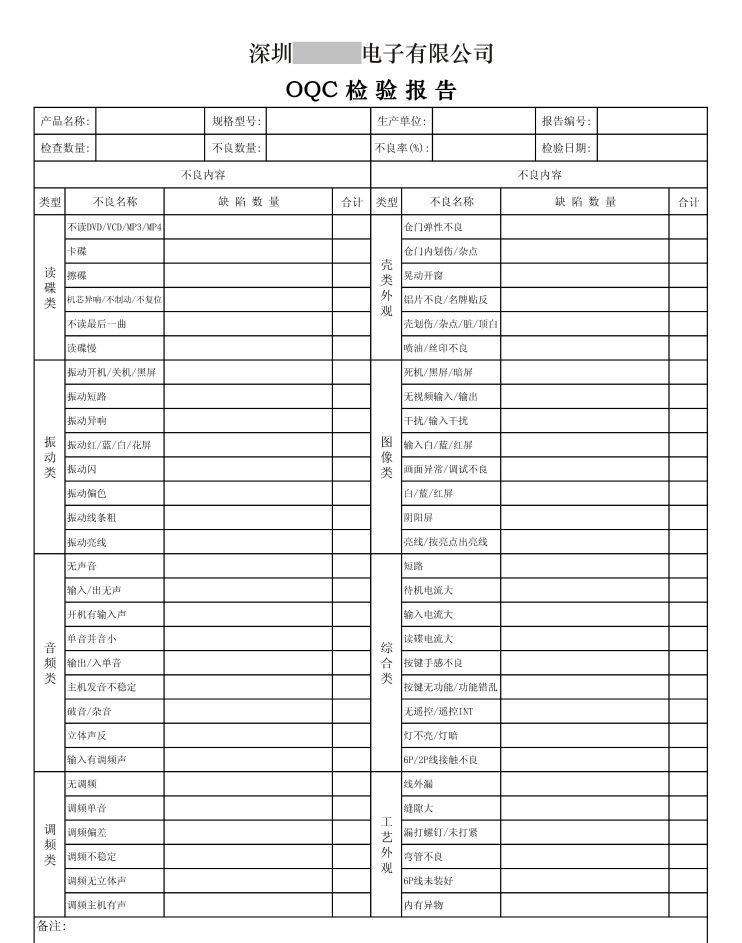 深圳 电子有限公司
OQC 检 验 报 告
产品名称: 规格型号: 生产单位: 报告编号:
检查数量: 不良数量: 不良率(%): 检验日期:
不良内容 不良内容
类型 不良名称 缺 陷 数 量 合计 类型 不良名称 缺 陷 数 量 合计
读碟类 壳类外观
不读DVD/VCD/MP3/MP4 仓门弹性不良
卡碟 仓门内划伤/杂点
擦碟 晃动开窗
机芯异响/不制动/不复位 铝片不良/名牌贴反
不读最后一曲 壳划伤/杂点/脏/顶白
读碟慢 喷油/丝印不良
振动类 图像类
振动开机/关机/黑屏 死机/黑屏/暗屏
振动短路 无视频输入/输出
振动异响 干扰/输入干扰
振动红/蓝/白/花屏 输入白/蓝/红屏
振动闪 画面异常/调试不良
振动偏色 白/蓝/红屏
振动线条粗 阴阳屏
振动亮线 亮线/按亮点出亮线
音频类 综合类
无声音 短路
输入/出无声 待机电流大
开机有输入声 输入电流大
单音并音小 读碟电流大
输出/入单音 按键手感不良
主机发音不稳定 按键无功能/功能错乱
破音/杂音 无遥控/遥控INT
立体声反 灯不亮/灯暗
输入有调频声 6P/2P线接触不良
调频类 工艺外观
无调频 线外漏
调频单音 缝隙大
调频偏差 漏打螺钉/未打紧
调频不稳定 弯管不良
调频无立体声 6P线未装好
调频主机有声 内有异物
备注: